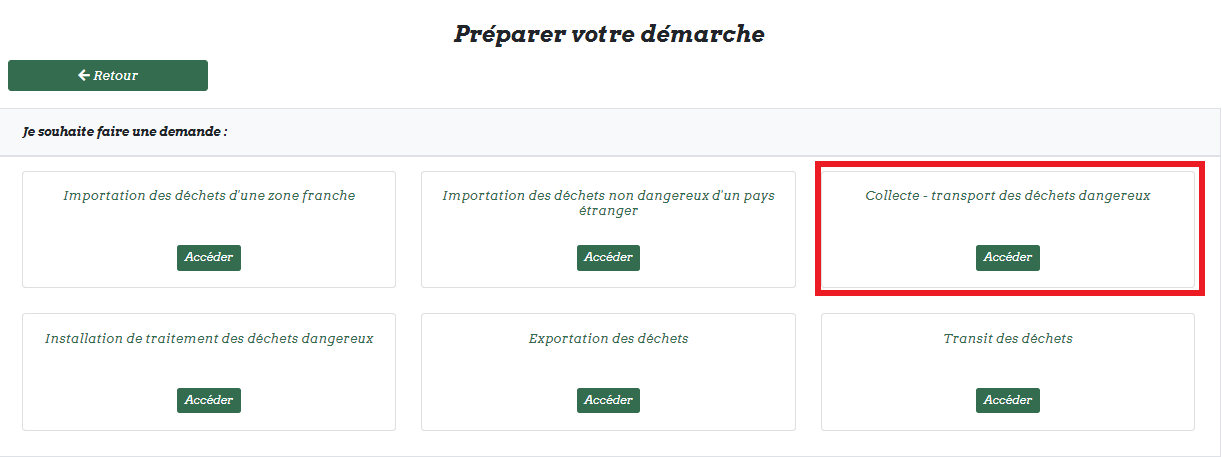 Préparer votre démarche
Retour
Je souhaite faire une demande :
Importation des déchets d'une zone franche
Accéder
Importation des déchets non dangereux d'un pays
étranger
Accéder
Collecte - transport des déchets dangereux
Accéder
Installation de traitement des déchets dangereux
Accéder
Exportation des déchets
Accéder
Transit des déchets
Accéder